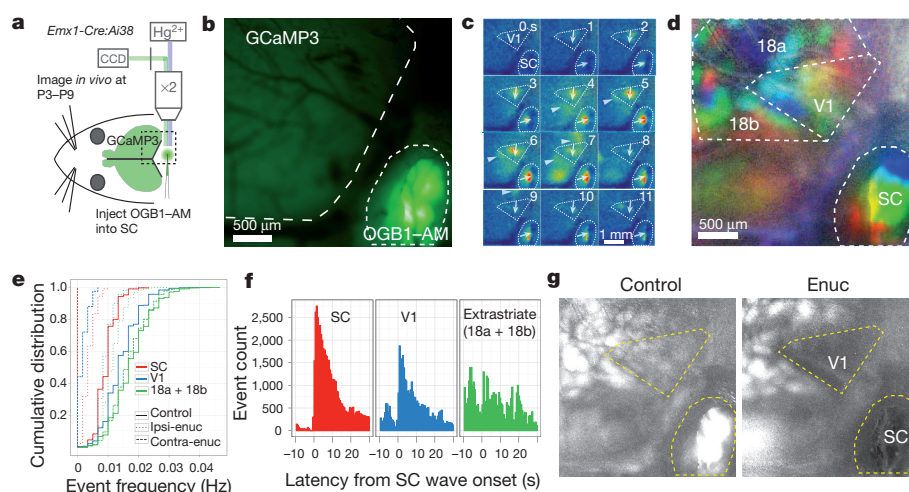 a
Emx1-Cre:Ai38
Hg2+
CCD
Image in vivo at
P3–P9
×2
GCaMP3
Inject OGB1–AM
into SC
b
GCaMP3
500 μm
OGB1–AM
c
0 s
1
2
V1
SC
3
4
5
6
7
8
9
10
11
1 mm
d
18a
V1
18b
SC
500 μm
e
Cumulative distribution
1.0
0.8
0.6
0.4
0.2
SC
V1
18a + 18b
Control
Ipsi-enuc
Contra-enuc
0
0.01
0.02
0.03
0.04
Event frequency (Hz)
f
Event count
2,500
2,000
1,500
1,000
500
0
SC
V1
Extrastriate
(18a + 18b)
−10 0 10 20
−10 0 10 20
−10 0 10 20 30
Latency from SC wave onset (s)
g
Control
Enuc
V1
SC